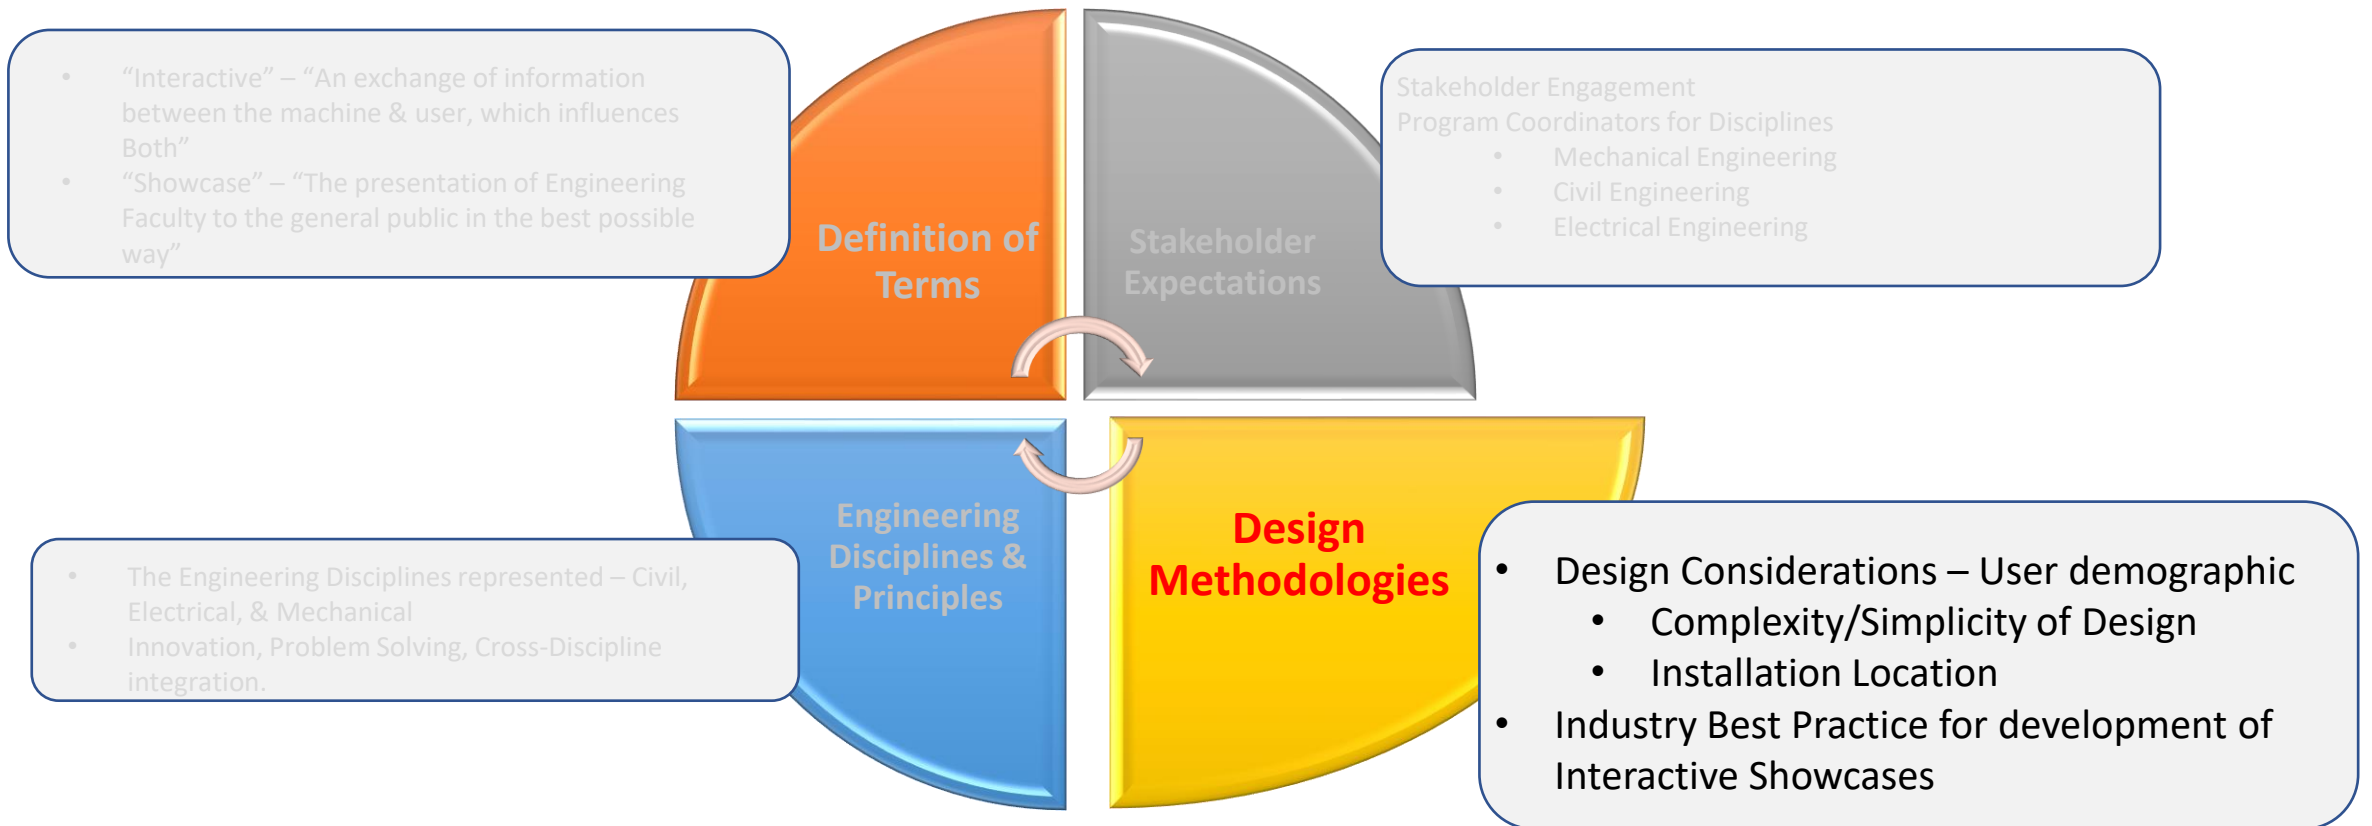 • “Interactive” – “An exchange of information
between the machine & user, which influences
Both”
• “Showcase” – “The presentation of Engineering
Faculty to the general public in the best possible
way”
Definition of
Terms
Stakeholder
Expectations
Stakeholder Engagement
Program Coordinators for Disciplines
• Mechanical Engineering
• Civil Engineering
• Electrical Engineering
• The Engineering Disciplines represented – Civil,
Electrical, & Mechanical
• Innovation, Problem Solving, Cross-Discipline
integration.
Engineering
Disciplines &
Principles
Design
Methodologies
• Design Considerations – User demographic
• Complexity/Simplicity of Design
• Installation Location
• Industry Best Practice for development of
Interactive Showcases